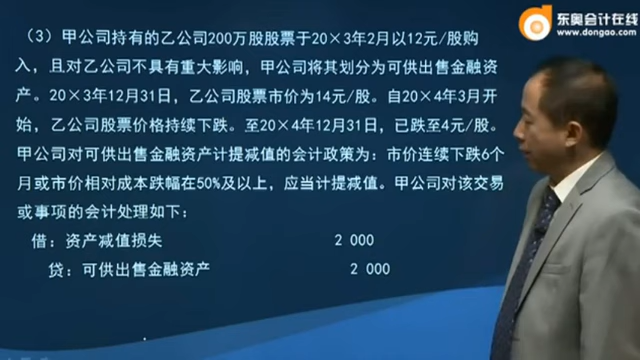 东奥会计在线
www.dongao.com
（3）甲公司持有的乙公司200万股股票于20×3年2月以12元/股购
入，且对乙公司不具有重大影响，甲公司将其划分为可供出售金融资
产。20×3年12月31日，乙公司股票市价为14元/股。自20×4年3月开
始，乙公司股票价格持续下跌。至20×4年12月31日，已跌至4元/股。
甲公司对可供出售金融资产计提减值的会计政策为：市价连续下跌6个
月或市价相对成本跌幅在50%及以上，应当计提减值。甲公司对该交易
或事项的会计处理如下：
借：资产减值损失 2 000
贷：可供出售金融资产 2 000